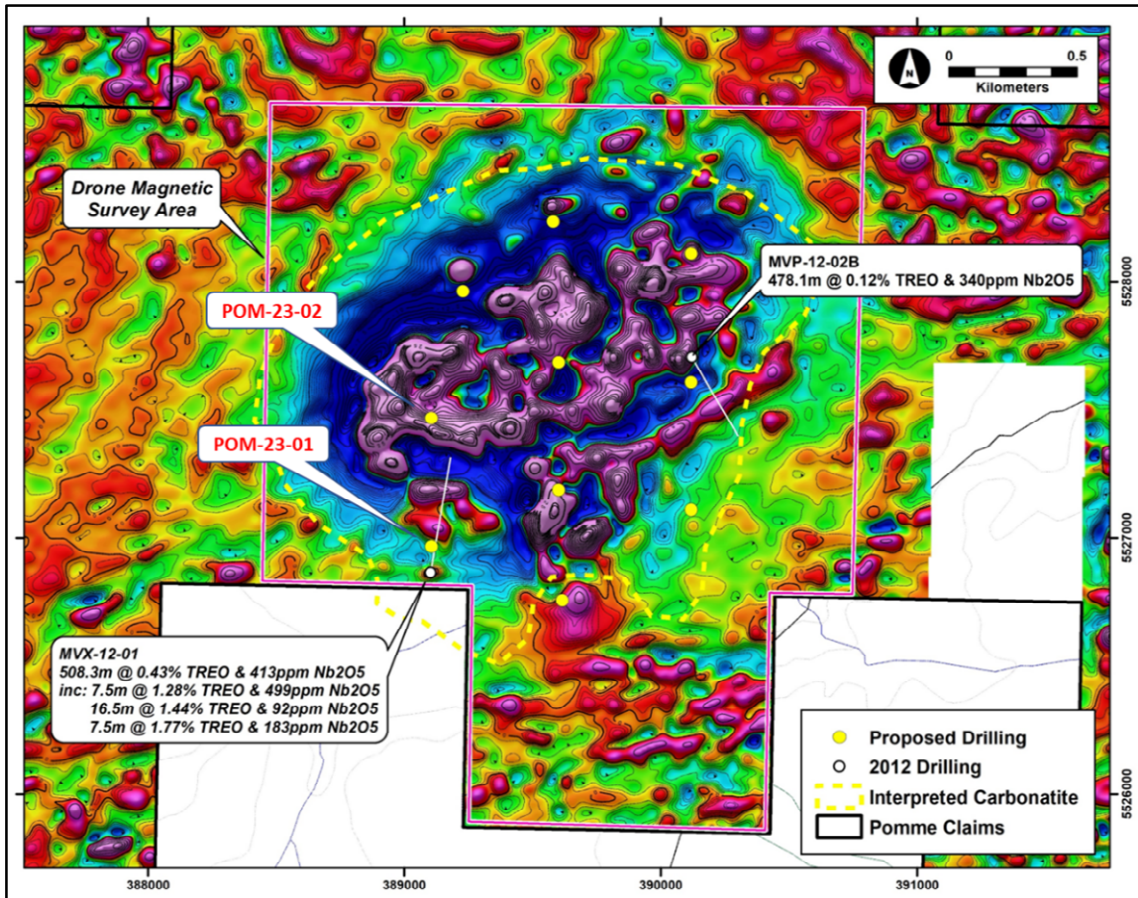 N
0 0.5
Kilometers
Drone Magnetic
Survey Area
MVP-12-02B
478.1m @ 0.12% TREO & 340ppm Nb2O5
POM-23-02
POM-23-01
MVX-12-01
508.3m @ 0.43% TREO & 413ppm Nb2O5
inc: 7.5m @ 1.28% TREO & 499ppm Nb2O5
16.5m @ 1.44% TREO & 92ppm Nb2O5
7.5m @ 1.77% TREO & 183ppm Nb2O5
Proposed Drilling
2012 Drilling
Interpreted Carbonatite
Pomme Claims
5528000
5527000
5526000
388000 389000 390000 391000